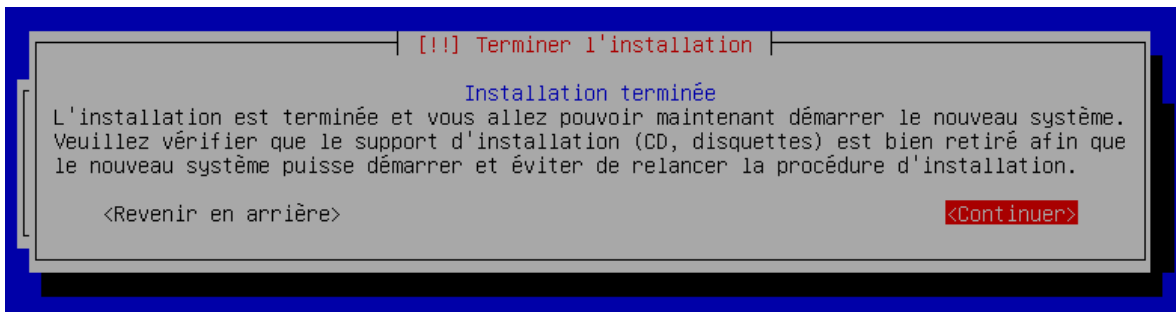 [!!] Terminer l'installation
Installation terminée
L'installation est terminée et vous allez pouvoir maintenant démarrer le nouveau système.
Veuillez vérifier que le support d'installation (CD, disquettes) est bien retiré afin que
le nouveau système puisse démarrer et éviter de relancer la procédure d'installation.
<Revenir en arrière> <Continuer>